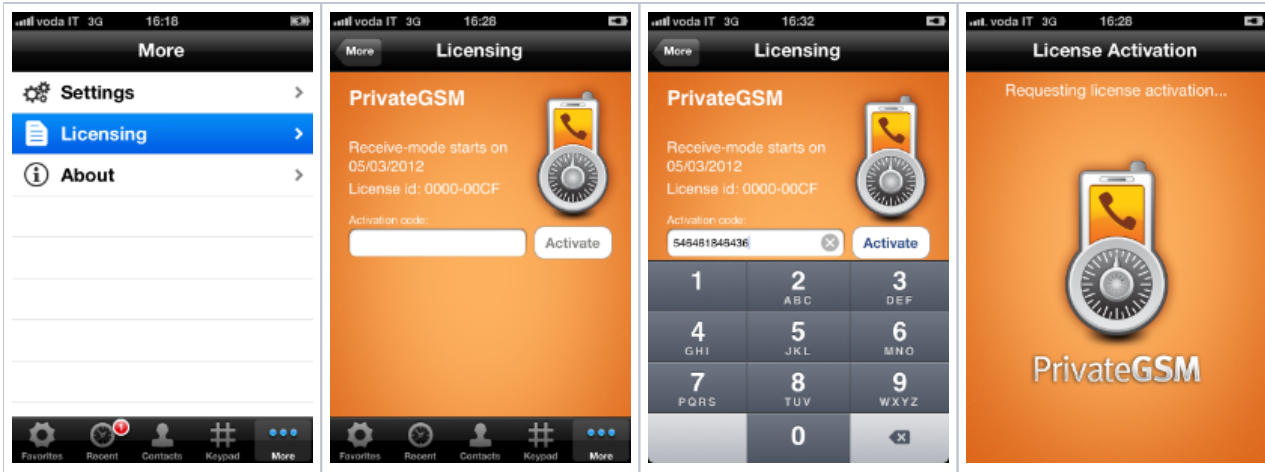 voda IT 3G 16:18
More
Settings
Licensing
About
Favorites Recent 1 Contacts Keypad More
voda IT 3G 16:28
More Licensing
PrivateGSM
Receive-mode starts on
05/03/2012
License id: 0000-00CF
Activation code:
Activate
Favorites Recent Contacts Keypad More
voda IT 3G 16:32
More Licensing
PrivateGSM
Receive-mode starts on
05/03/2012
License id: 0000-00CF
Activation code:
546461846436 Activate
1 2 3
ABC DEF
4 5 6
GHI JKL MNO
7 8 9
PQRS TUV WXYZ
0
voda IT 3G 16:28
License Activation
Requesting license activation...
PrivateGSM